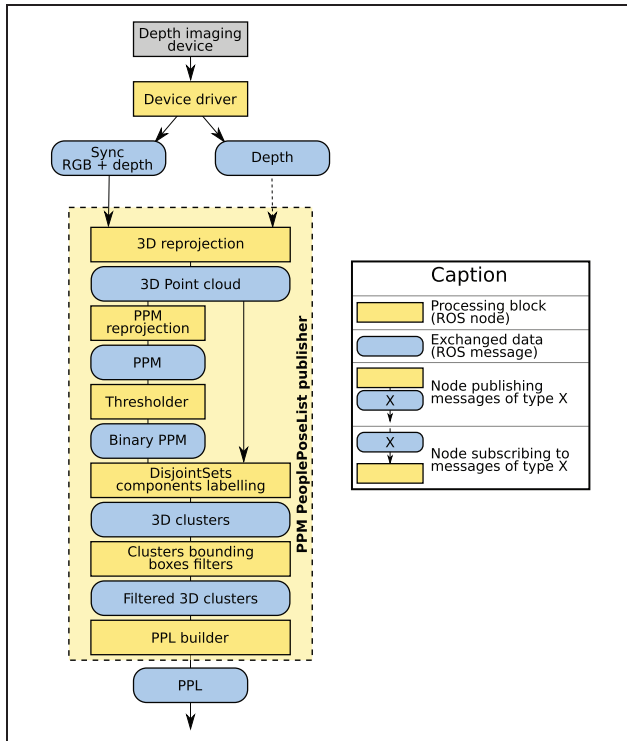 Depth imaging
device
Device driver
Sync
RGB + depth
Depth
3D reprojection
3D Point cloud
PPM
reprojection
PPM
Thresholder
Binary PPM
DisjointSets
components labelling
3D clusters
Clusters bounding
boxes filters
Filtered 3D clusters
PPL builder
PPL
PPM PeoplePoseList publisher
Caption
Processing block
(ROS node)
Exchanged data
(ROS message)
X
Node publishing
messages of type X
X
Node subscribing to
messages of type X